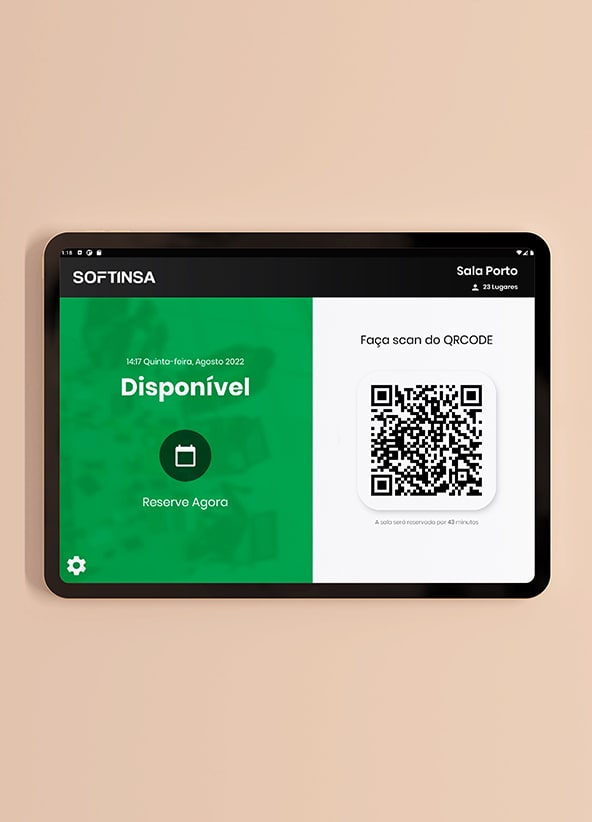 1:18
SOFTINSA
Sala Porto
23 Lugares
14:17 Quinta-feira, Agosto 2022
Disponível
Reserve Agora
Faça scan do QRCODE
A sala será reservada por 43 minutos